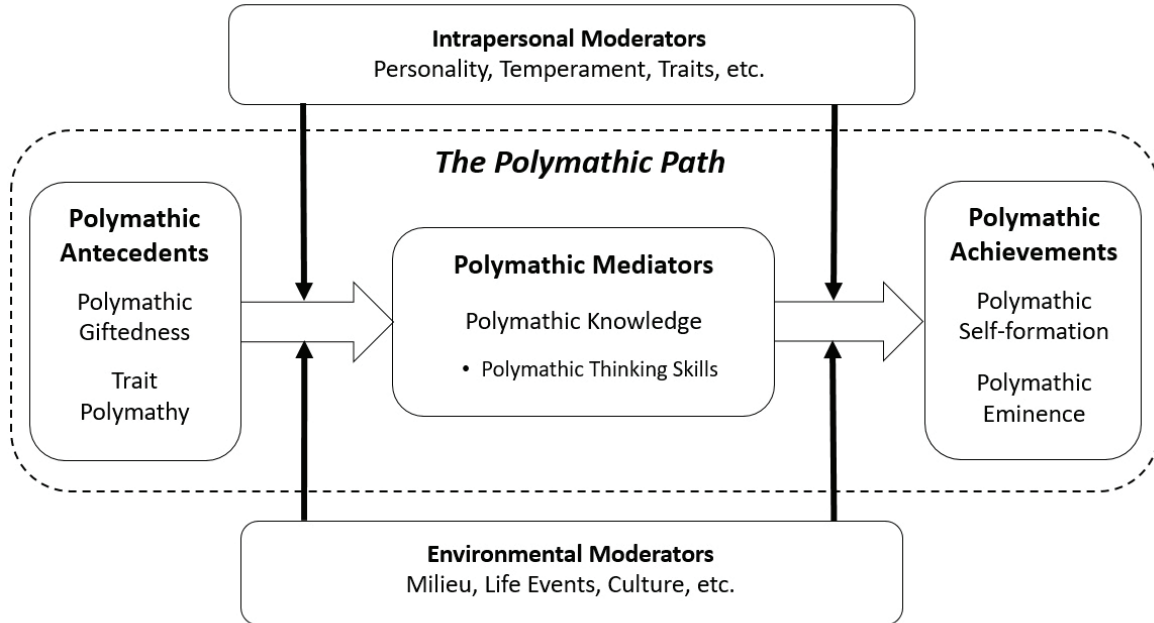 Intrapersonal Moderators
Personality, Temperament, Traits, etc.
The Polymathic Path
Polymathic
Antecedents
Polymathic
Giftedness
Trait
Polymathy
Polymathic Mediators
Polymathic Knowledge
• Polymathic Thinking Skills
Polymathic
Achievements
Polymathic
Self-formation
Polymathic
Eminence
Environmental Moderators
Milieu, Life Events, Culture, etc.